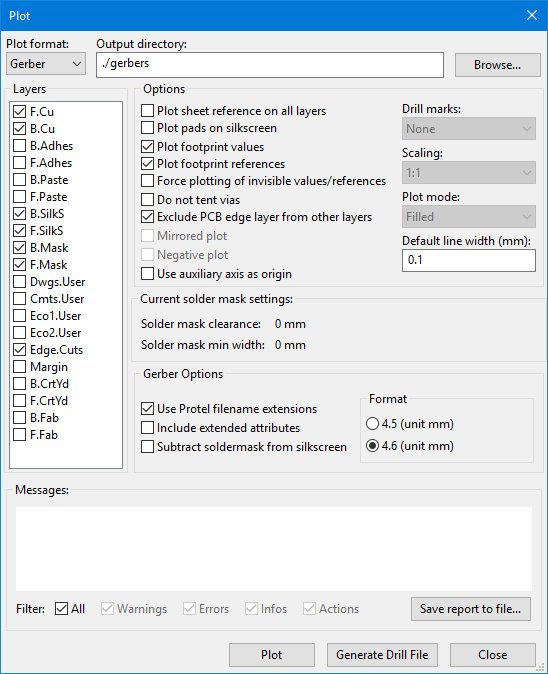 Plot
Plot format:
Output directory:
Gerber
./gerbers
Browse...
Layers
F.Cu
B.Cu
B.Adhes
F.Adhes
B.Paste
F.Paste
B.SilkS
F.SilkS
B.Mask
F.Mask
Dwgs.User
Cmts.User
Eco1.User
Eco2.User
Edge.Cuts
Margin
B.CrtYd
F.CrtYd
B.Fab
F.Fab
Options
Plot sheet reference on all layers
Plot pads on silkscreen
Plot footprint values
Plot footprint references
Force plotting of invisible values/references
Do not tent vias
Exclude PCB edge layer from other layers
Mirrored plot
Negative plot
Use auxiliary axis as origin
Drill marks:
None
Scaling:
1:1
Plot mode:
Filled
Default line width (mm):
0.1
Current solder mask settings:
Solder mask clearance: 0 mm
Solder mask min width: 0 mm
Gerber Options
Use Protel filename extensions
Include extended attributes
Subtract soldermask from silkscreen
Format
4.5 (unit mm)
4.6 (unit mm)
Messages:
Filter: All Warnings Errors Infos Actions
Save report to file...
Plot
Generate Drill File
Close